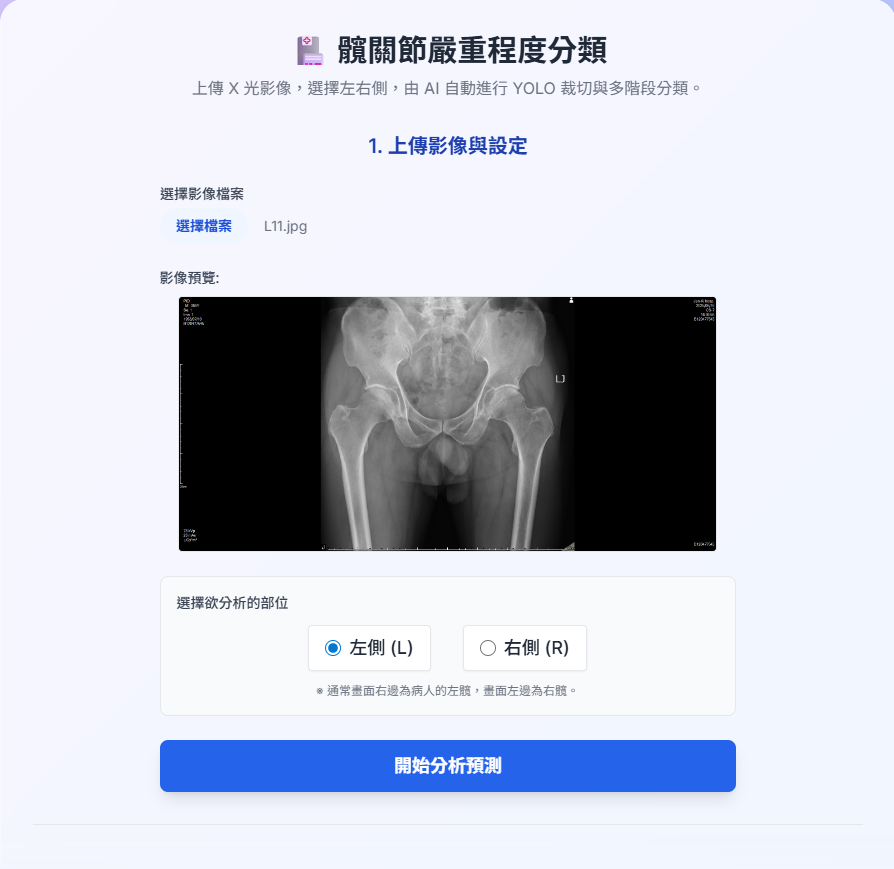 髖關節嚴重程度分類
上傳 X 光影像，選擇左右側，由 AI 自動進行 YOLO 裁切與多階段分類。
1. 上傳影像與設定
選擇影像檔案
選擇檔案 L11.jpg
影像預覽:
選擇欲分析的部位
左側 (L) 右側 (R)
※ 通常畫面右邊為病人的左髖，畫面左邊為右髖。
開始分析預測